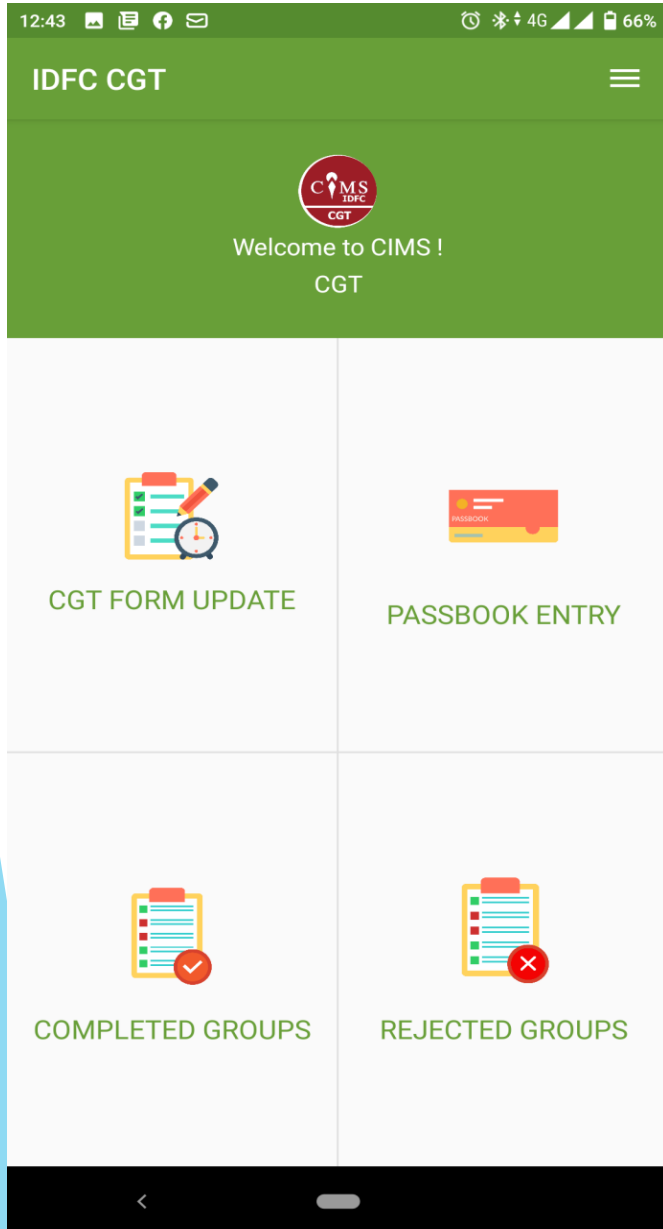 12:43 4G 66%
IDFC CGT
CIMS
IDFC
CGT
Welcome to CIMS !
CGT
PASSBOOK
CGT FORM UPDATE
PASSBOOK ENTRY
COMPLETED GROUPS
REJECTED GROUPS